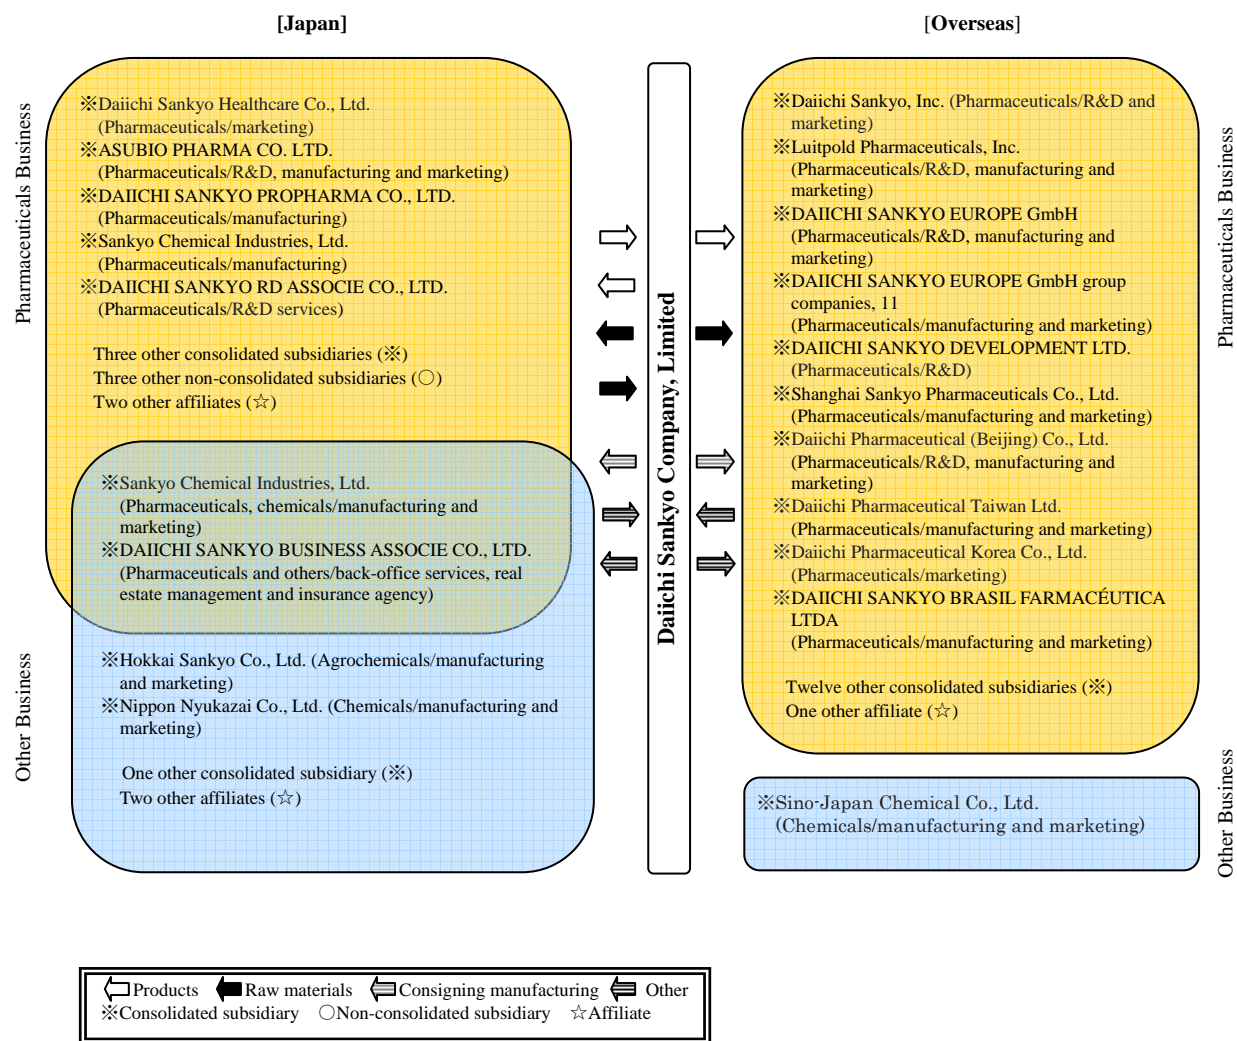 [Japan]
[Overseas]
Pharmaceuticals Business
※Daiichi Sankyo Healthcare Co., Ltd.
(Pharmaceuticals/marketing)
※ASUBIO PHARMA CO. LTD.
(Pharmaceuticals/R&D, manufacturing and marketing)
※DAIICHI SANKYO PROPHARMA CO., LTD.
(Pharmaceuticals/manufacturing)
※Sankyo Chemical Industries, Ltd.
(Pharmaceuticals/manufacturing)
※DAIICHI SANKYO RD ASSOCIE CO., LTD.
(Pharmaceuticals/R&D services)
Three other consolidated subsidiaries (※)
Three other non-consolidated subsidiaries (○)
Two other affiliates (☆)
※Sankyo Chemical Industries, Ltd.
(Pharmaceuticals, chemicals/manufacturing and
marketing)
※DAIICHI SANKYO BUSINESS ASSOCIE CO., LTD.
(Pharmaceuticals and others/back-office services, real
estate management and insurance agency)
Other Business
※Hokkai Sankyo Co., Ltd. (Agrochemicals/manufacturing
and marketing)
※Nippon Nyukazai Co., Ltd. (Chemicals/manufacturing and
marketing)
One other consolidated subsidiary (※)
Two other affiliates (☆)
Daiichi Sankyo Company, Limited
※Daiichi Sankyo, Inc. (Pharmaceuticals/R&D and
marketing)
※Luitpold Pharmaceuticals, Inc.
(Pharmaceuticals/R&D, manufacturing and
marketing)
※DAIICHI SANKYO EUROPE GmbH
(Pharmaceuticals/R&D, manufacturing and
marketing)
※DAIICHI SANKYO EUROPE GmbH group
companies, 11
(Pharmaceuticals/manufacturing and marketing)
※DAIICHI SANKYO DEVELOPMENT LTD.
(Pharmaceuticals/R&D)
※Shanghai Sankyo Pharmaceuticals Co., Ltd.
(Pharmaceuticals/manufacturing and marketing)
※Daiichi Pharmaceutical (Beijing) Co., Ltd.
(Pharmaceuticals/R&D, manufacturing and
marketing)
※Daiichi Pharmaceutical Taiwan Ltd.
(Pharmaceuticals/manufacturing and marketing)
※Daiichi Pharmaceutical Korea Co., Ltd.
(Pharmaceuticals/marketing)
※DAIICHI SANKYO BRASIL FARMACÉUTICA
LTDA
(Pharmaceuticals/manufacturing and marketing)
Twelve other consolidated subsidiaries (※)
One other affiliate (☆)
Pharmaceuticals Business
※Sino-Japan Chemical Co., Ltd.
(Chemicals/manufacturing and marketing)
Other Business
Products Raw materials Consigning manufacturing Other
※Consolidated subsidiary ○Non-consolidated subsidiary ☆Affiliate